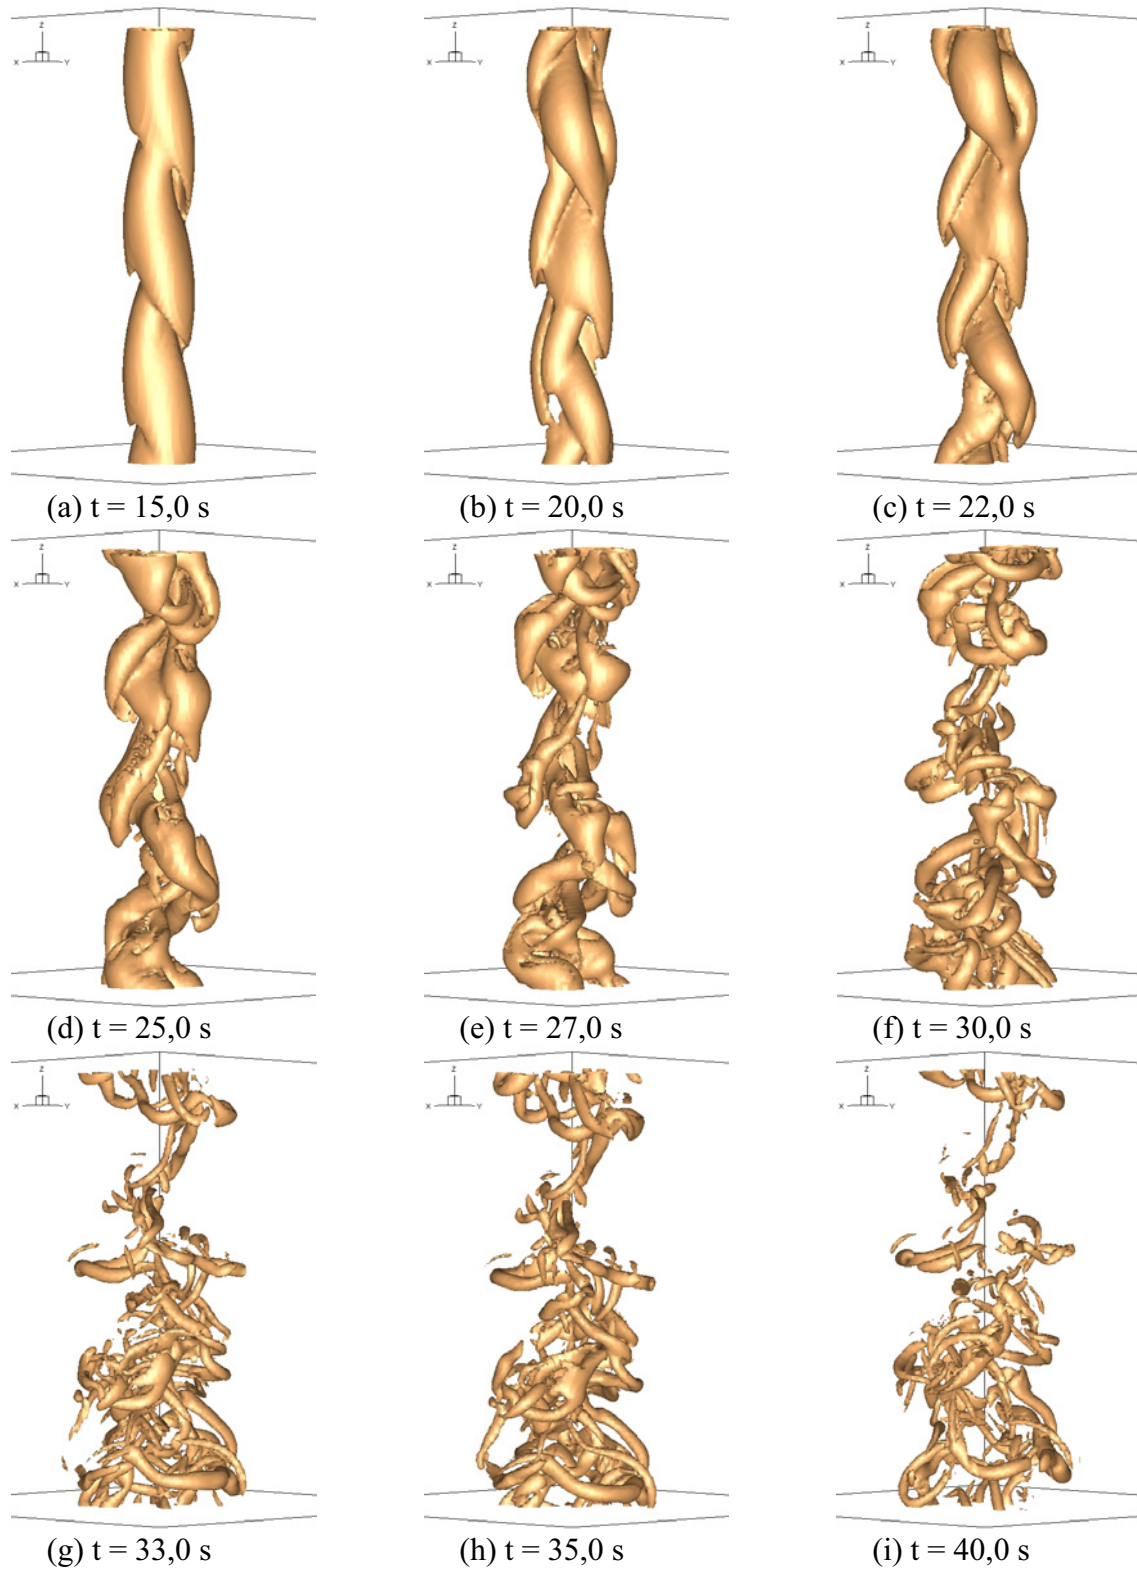 z
x y
z
x y
z
x y
(a) t = 15,0 s
(b) t = 20,0 s
(c) t = 22,0 s
z
x y
z
x y
z
x y
(d) t = 25,0 s
(e) t = 27,0 s
(f) t = 30,0 s
z
x y
z
x y
z
x y
(g) t = 33,0 s
(h) t = 35,0 s
(i) t = 40,0 s